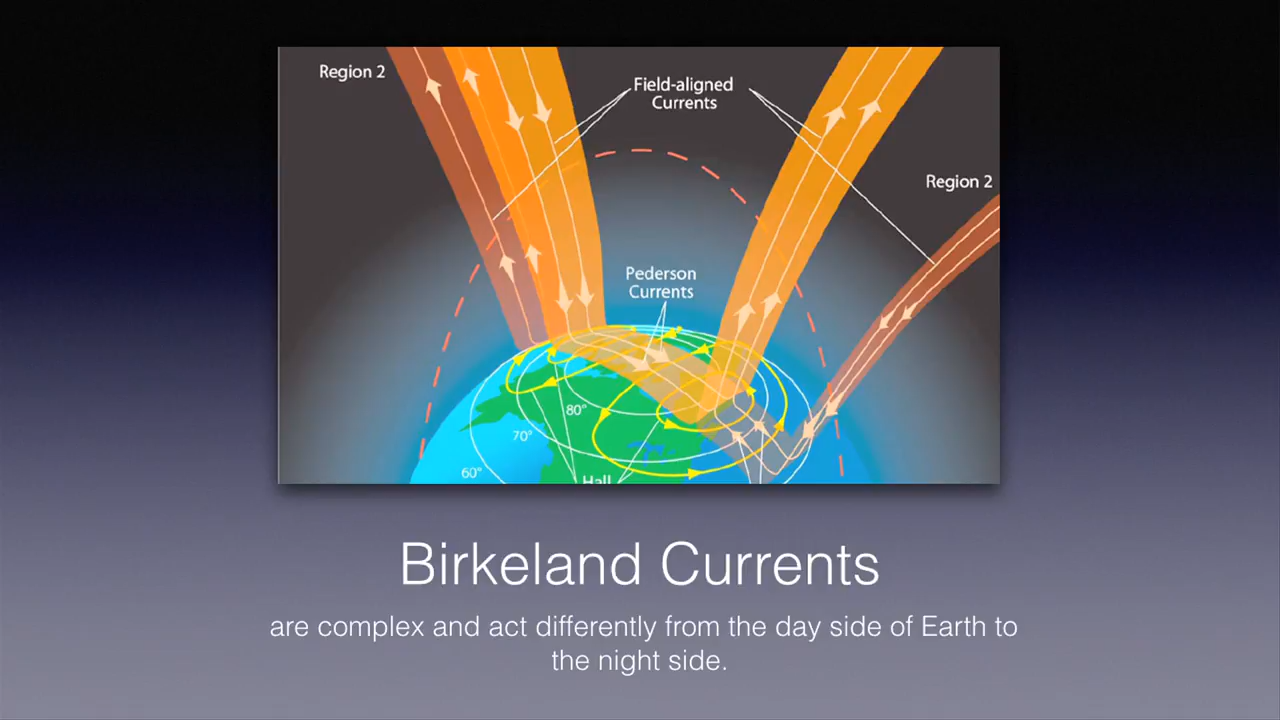 Region 2
Field-aligned
Currents
Region 2
Pederson
Currents
80°
70°
60°
Hall
Birkeland Currents
are complex and act differently from the day side of Earth to
the night side.